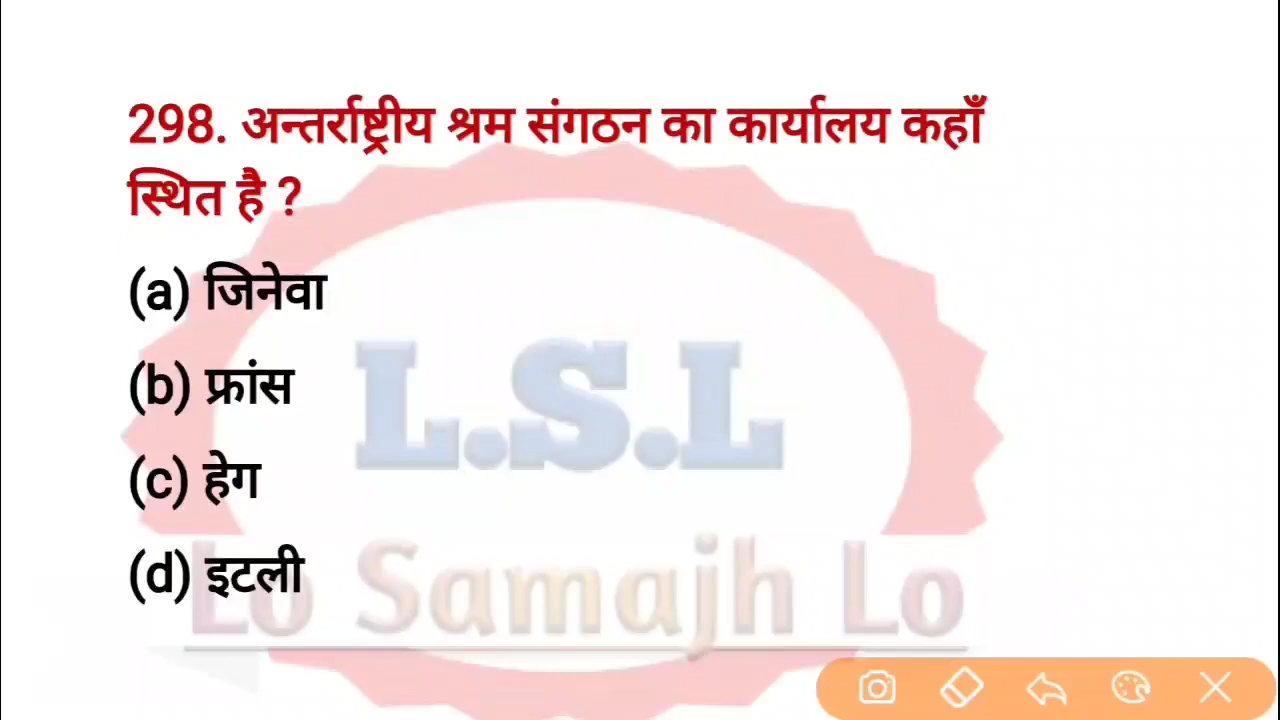 298. अन्तर्राष्ट्रीय श्रम संगठन का कार्यालय कहाँ
स्थित है ?
(a) जिनेवा
(b) फ्रांस
(c) हेग
(d) इटली
L.S.L
Lo Samajh Lo